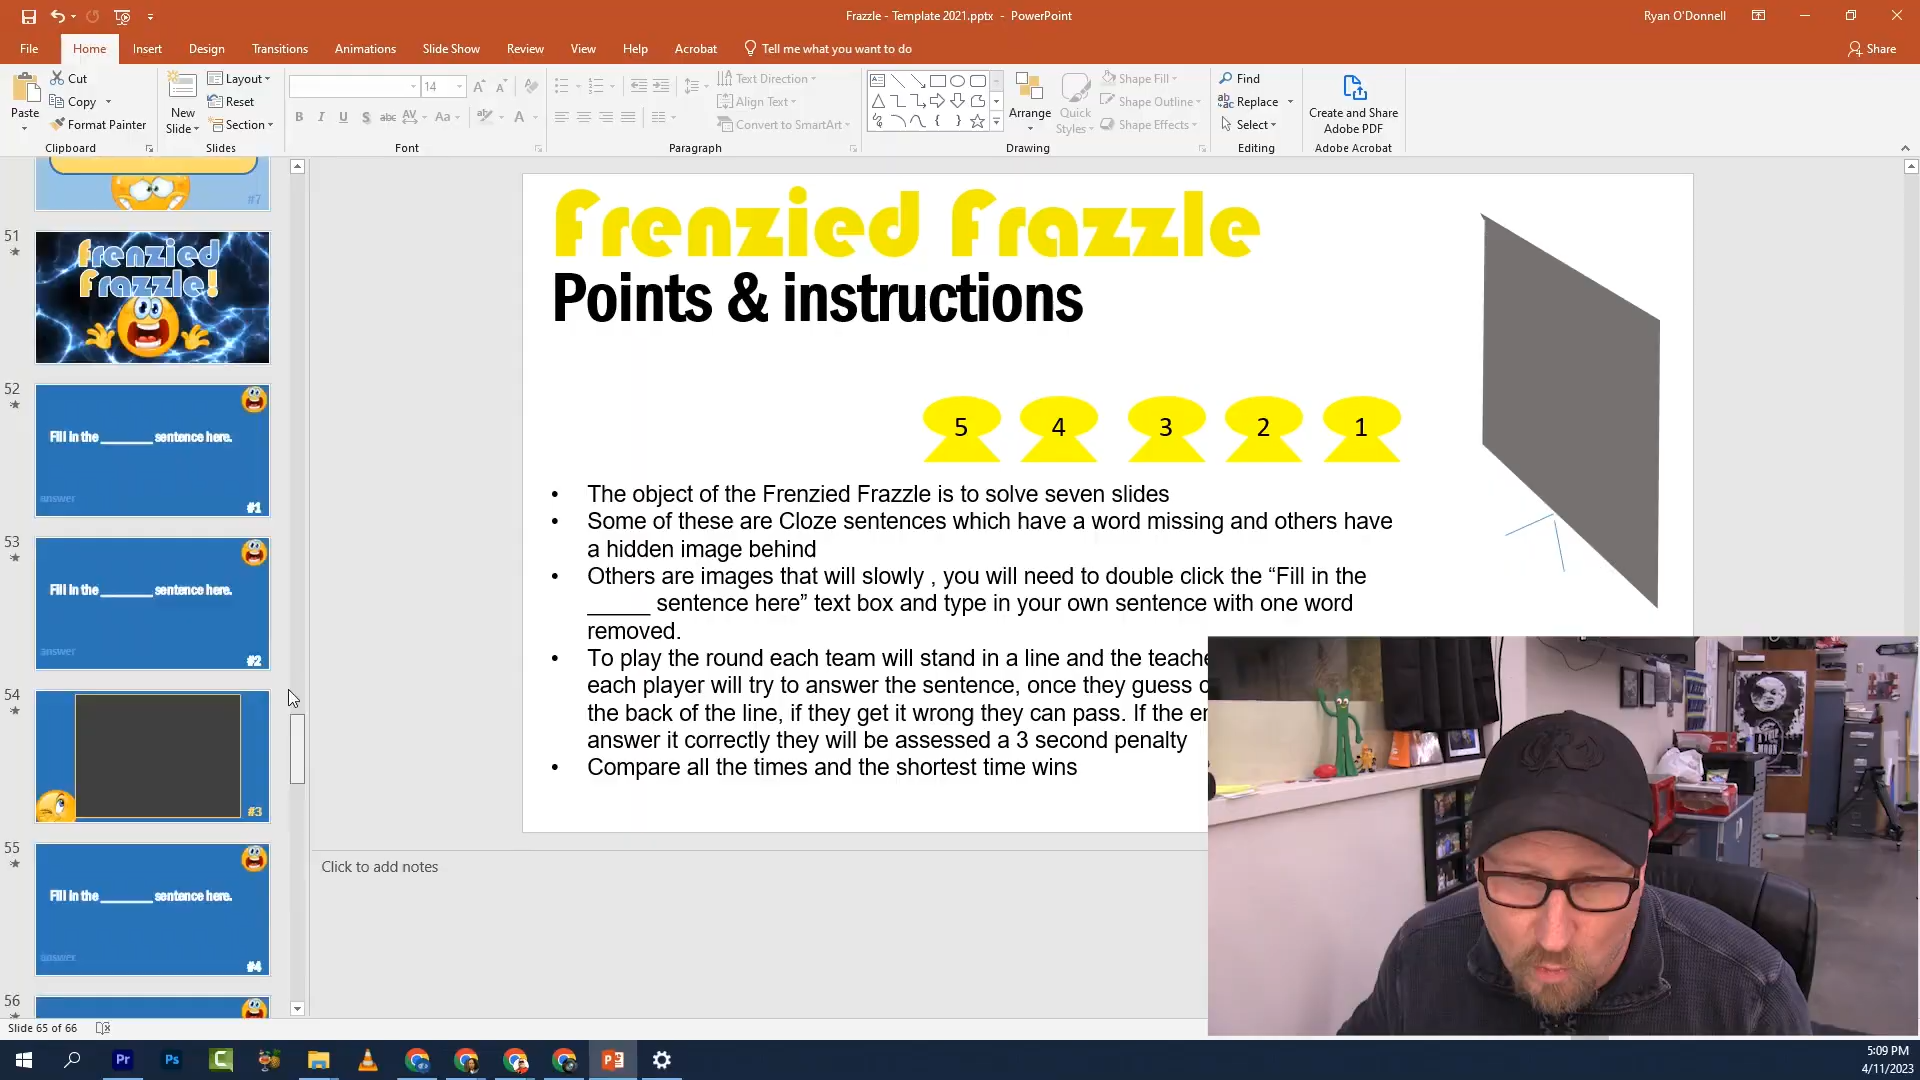 Frazzle - Template 2021.pptx - PowerPoint
Ryan O'Donnell
File Home Insert Design Transitions Animations Slide Show Review View Help Acrobat Tell me what you want to do
Share
Paste
Cut
Copy
Format Painter
Clipboard
New Slide
Layout
Reset
Section
Slides
14
B I U S abc AV Aa A
Font
Text Direction
Align Text
Convert to SmartArt
Paragraph
Arrange
Quick Styles
Shape Fill
Shape Outline
Shape Effects
Drawing
Find
Replace
Select
Editing
Create and Share Adobe PDF
Adobe Acrobat
#7
51
Frenzied
Frazzle!
52
Fill in the ______ sentence here.
answer
#1
53
Fill in the ______ sentence here.
answer
#2
54
#3
55
Fill in the ______ sentence here.
answer
#4
56
Frenzied Frazzle
Points & instructions
5 4 3 2 1
• The object of the Frenzied Frazzle is to solve seven slides
• Some of these are Cloze sentences which have a word missing and others have
a hidden image behind
• Others are images that will slowly , you will need to double click the “Fill in the
_____ sentence here” text box and type in your own sentence with one word
removed.
• To play the round each team will stand in a line and the teache
each player will try to answer the sentence, once they guess
the back of the line, if they get it wrong they can pass. If the
answer it correctly they will be assessed a 3 second penalty
• Compare all the times and the shortest time wins
Click to add notes
Slide 65 of 66
Pr Ps C
5:09 PM
4/11/2023